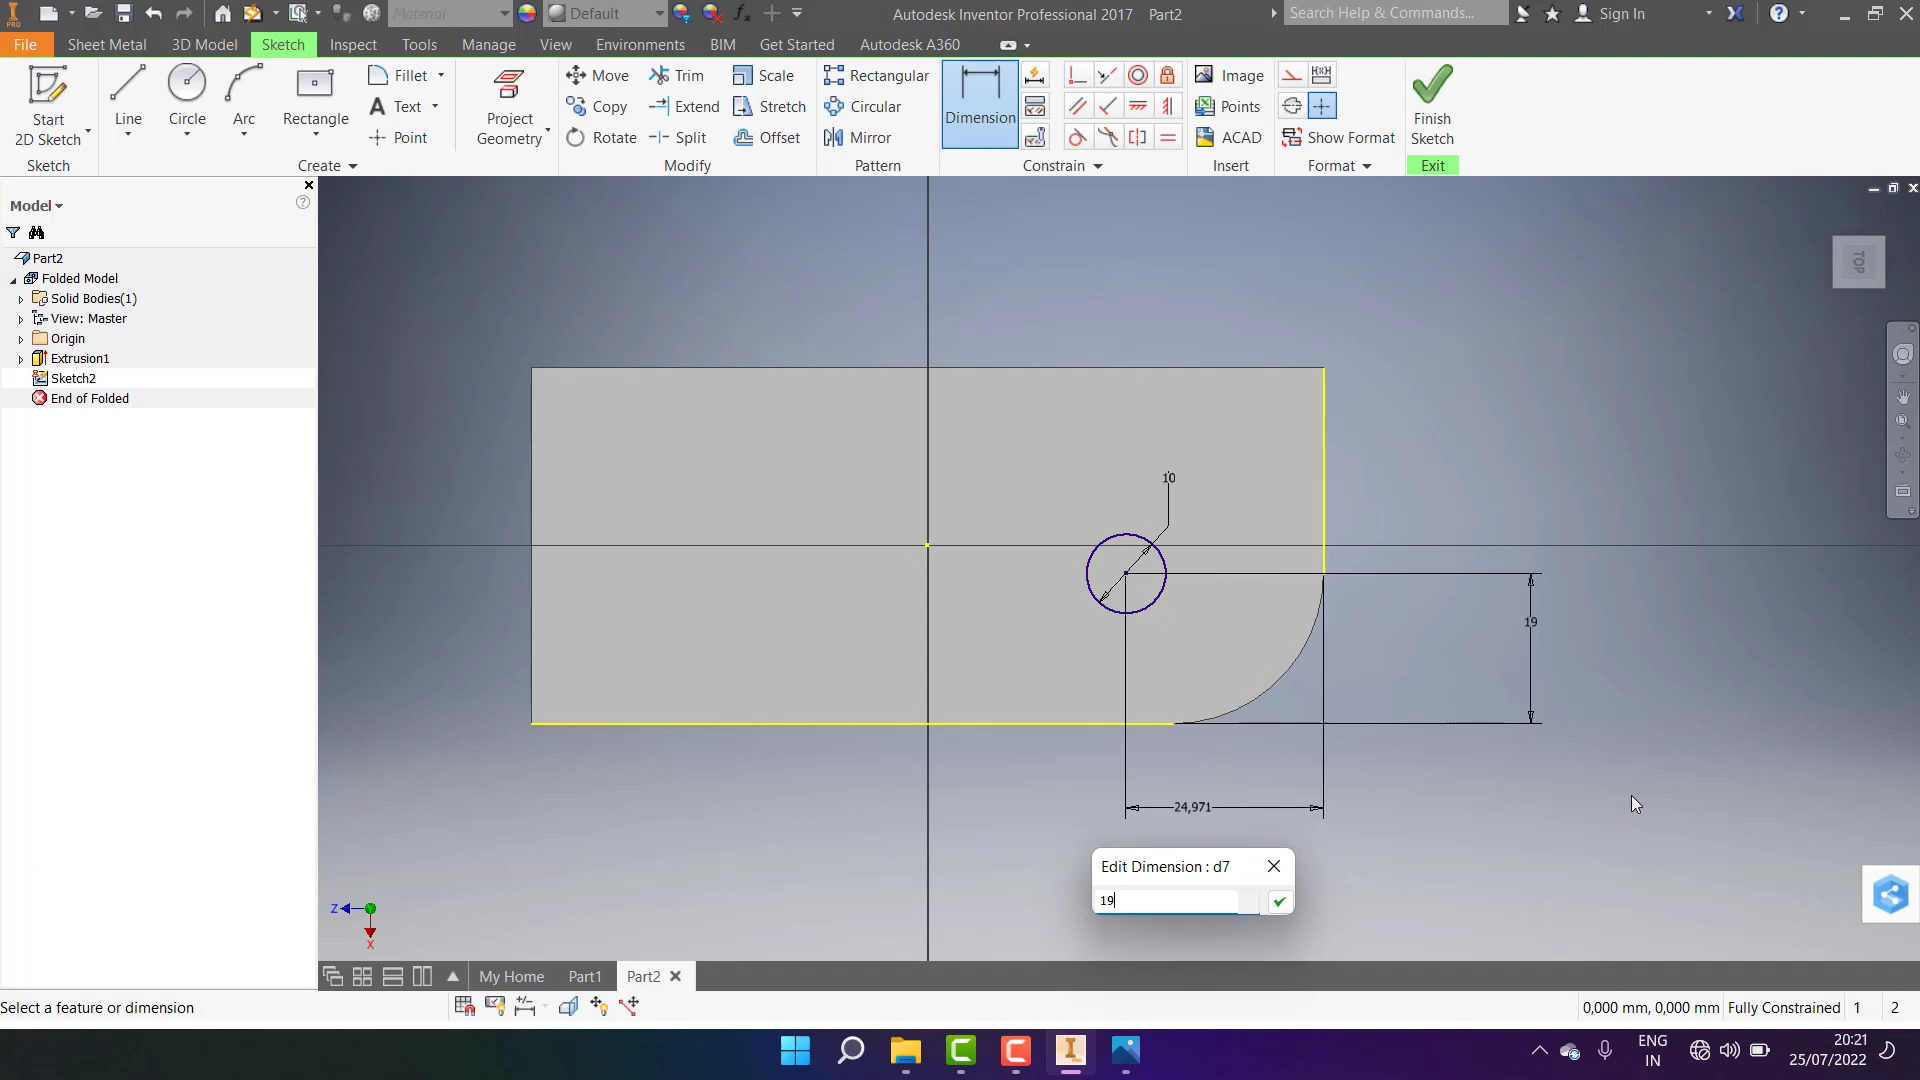 Material
Default
Autodesk Inventor Professional 2017 Part2
Search Help & Commands...
Sign In
PRO
File
Sheet Metal
3D Model
Sketch
Inspect
Tools
Manage
View
Environments
BIM
Get Started
Autodesk A360
Start
2D Sketch
Line
Circle
Arc
Rectangle
Fillet
Text
Point
Project
Geometry
Move
Copy
Rotate
Trim
Extend
Split
Scale
Stretch
Offset
Rectangular
Circular
Mirror
Dimension
Image
Points
ACAD
Show Format
Finish
Sketch
Sketch
Create
Modify
Pattern
Constrain
Insert
Format
Exit
Model
Part2
Folded Model
Solid Bodies(1)
View: Master
Origin
Extrusion1
Sketch2
End of Folded
TOP
10
19
24,971
Edit Dimension : d7
19
Z
X
My Home
Part1
Part2
Select a feature or dimension
0,000 mm, 0,000 mm
Fully Constrained
1
2
ENG
IN
20:21
25/07/2022